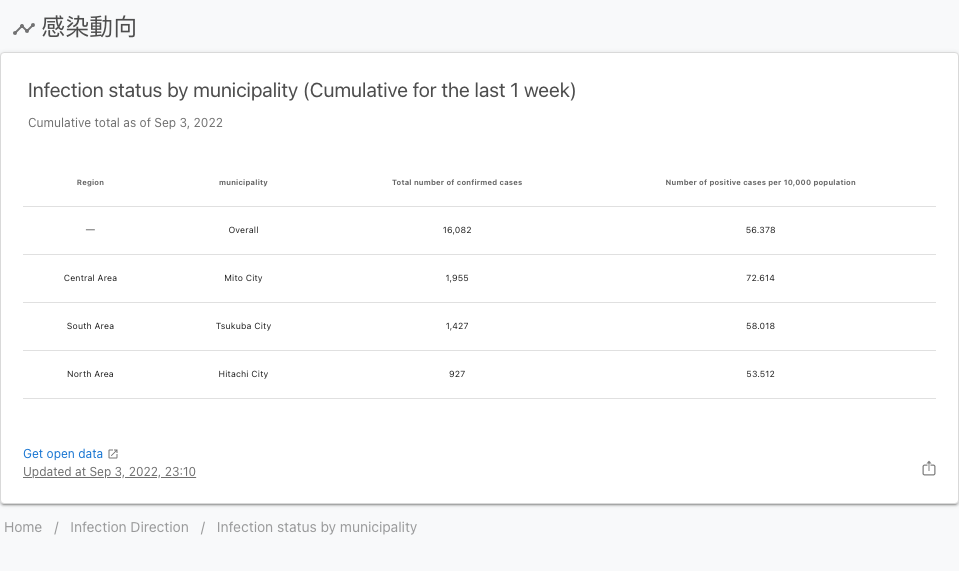 感染動向
Infection status by municipality (Cumulative for the last 1 week)
Cumulative total as of Sep 3, 2022
Region municipality Total number of confirmed cases Number of positive cases per 10,000 population
— Overall 16,082 56.378
Central Area Mito City 1,955 72.614
South Area Tsukuba City 1,427 58.018
North Area Hitachi City 927 53.512
Get open data
Updated at Sep 3, 2022, 23:10
Home / Infection Direction / Infection status by municipality